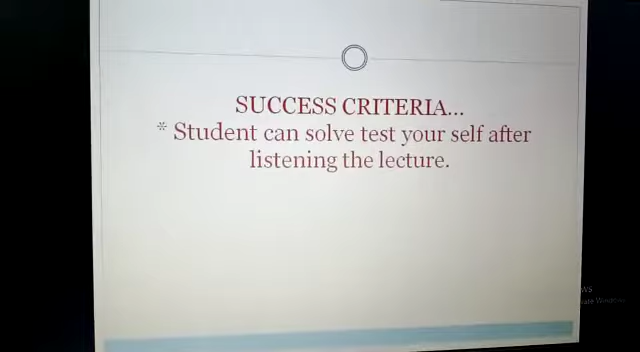 SUCCESS CRITERIA...
* Student can solve test your self after
listening the lecture.